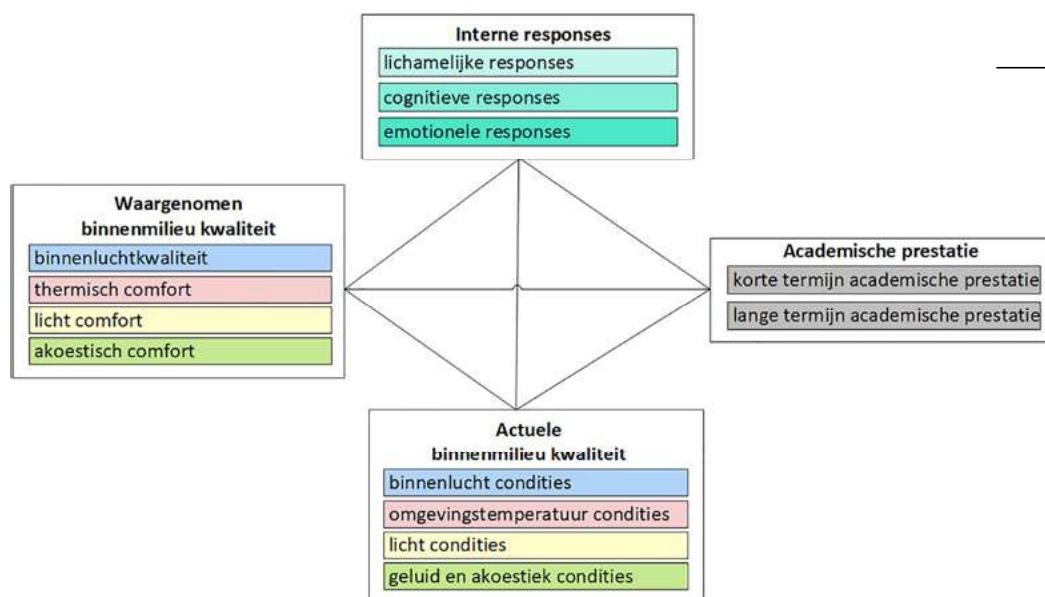 Interne responses
lichamelijke responses
cognitieve responses
emotionele responses
Waargenomen
binnenmilieu kwaliteit
binnenluchtkwaliteit
thermisch comfort
licht comfort
akoestisch comfort
Academische prestatie
korte termijn academische prestatie
lange termijn academische prestatie
Actuele
binnenmilieu kwaliteit
binnenlucht condities
omgevingstemperatuur condities
licht condities
geluid en akoestiek condities